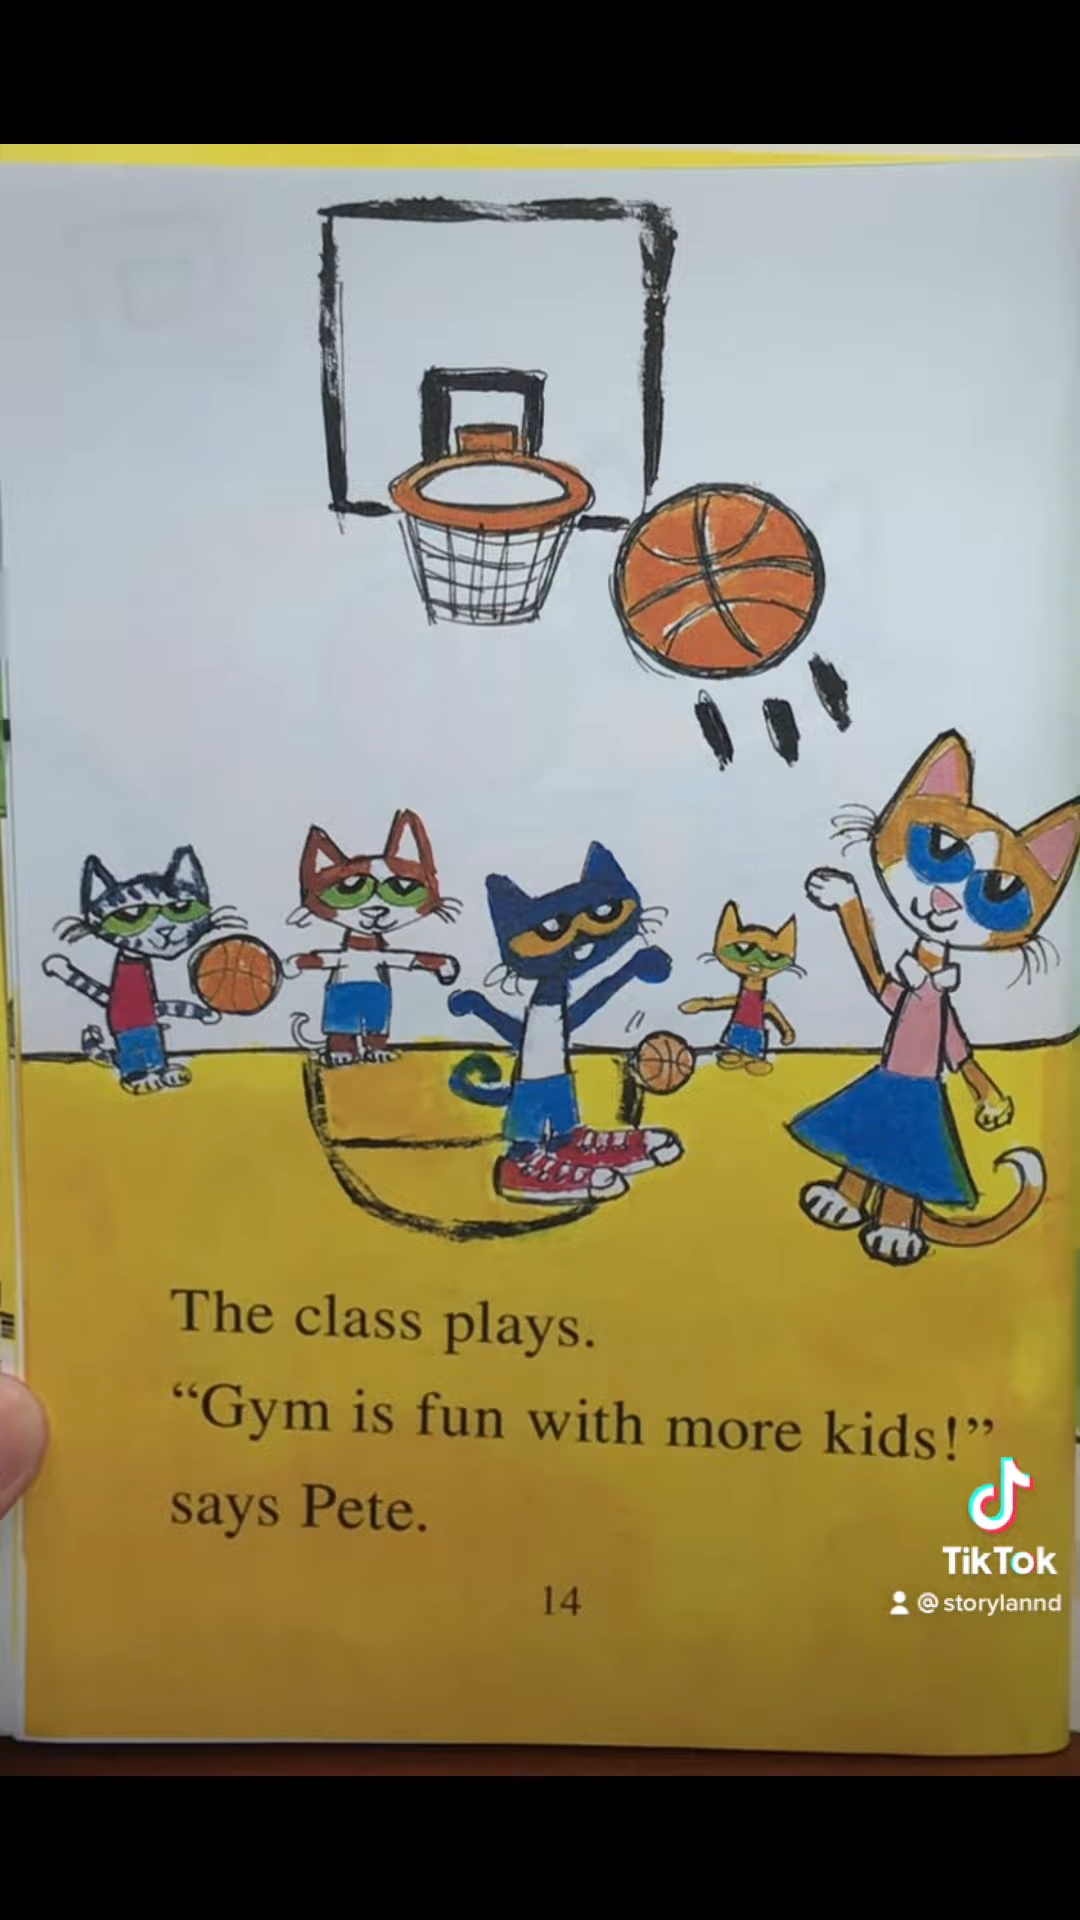 The class plays.
“Gym is fun with more kids!”
says Pete.
14
TikTok
@storylannd